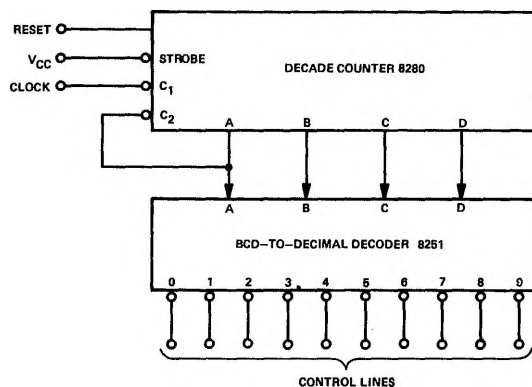 RESET
VCC
STROBE
DECADE COUNTER 8280
CLOCK
C1
C2
A B C D
A B C D
BCD–TO–DECIMAL DECODER 8251
0 1 2 3 4 5 6 7 8 9
CONTROL LINES